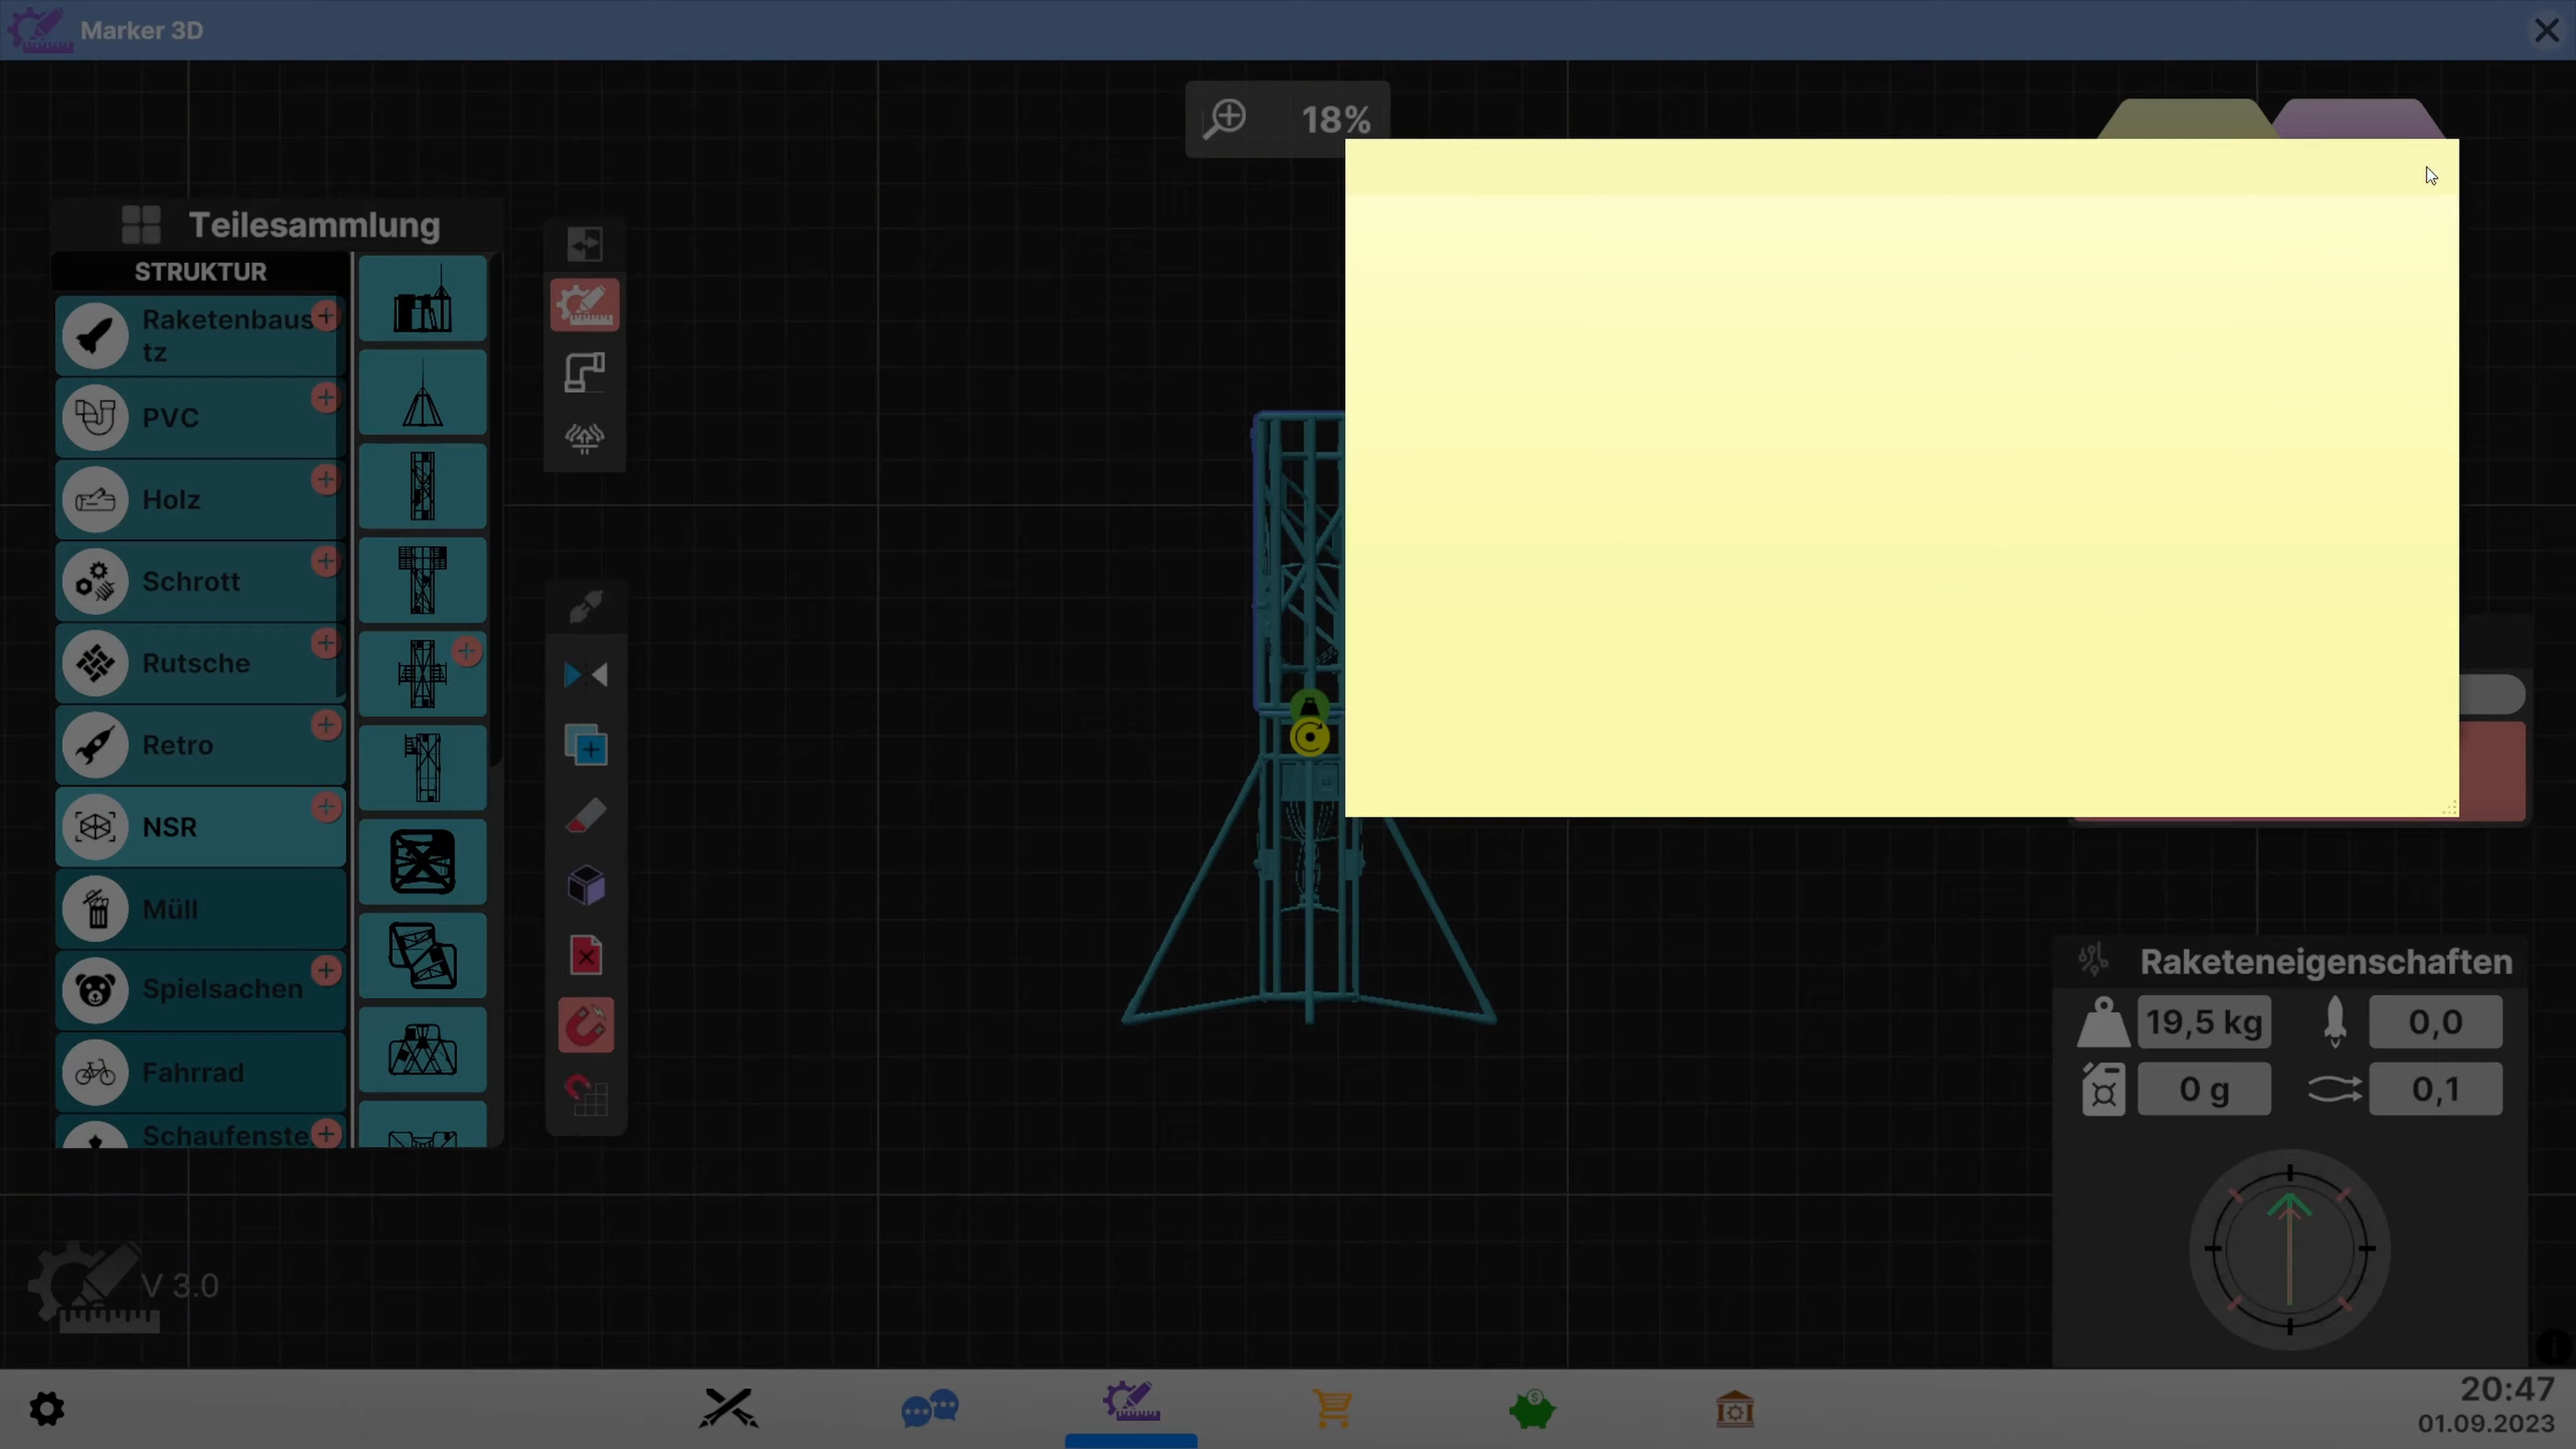 Marker 3D
18%
Teilesammlung
STRUKTUR
Raketenbaus
tz
PVC
Holz
Schrott
Rutsche
Retro
NSR
Müll
Spielsachen
Fahrrad
Schaufenste
V 3.0
Raketeneigenschaften
19,5 kg
0,0
0 g
0,1
20:47
01.09.2023